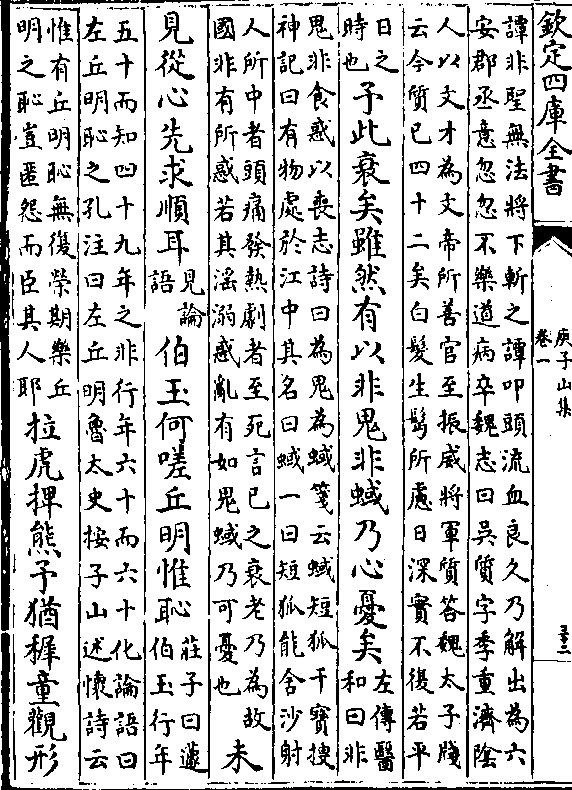 欽定四庫全書
庾子山集
卷一
譚非聖無法將下斬之譚叩頭流血良久乃解出為六
安郡丞意忽忽不樂道病卒魏志曰吳質字季重濟陰
人以文才為文帝所善官至振威將軍質答魏太子牋
云今質已四十二矣白髮生鬢所慮日深實不復若平
日之
時也
予此衰矣雖然有以非鬼非蜮乃心憂矣
左傳醫
和曰非
鬼非食惑以喪志詩曰為鬼為蜮箋云蜮短狐干寶搜
神記曰有物處於江中其名曰蜮一曰短狐能含沙射
人所中者頭痛發熱劇者至死言已之衰老乃為故
國非有所惑若其滛溺惑亂有如鬼蜮乃可憂也
未
見從心先求順耳
見論
語
伯玉何嗟丘明惟恥
莊子曰蘧
伯玉行年
五十而知四十九年之非行年六十而六十化論語曰
左丘明恥之孔注曰左丘明魯太史按子山述懷詩云
惟有丘明恥無復榮期樂丘
明之恥豈匿怨而臣其人耶
拉虎捭熊予猶稺童觀形